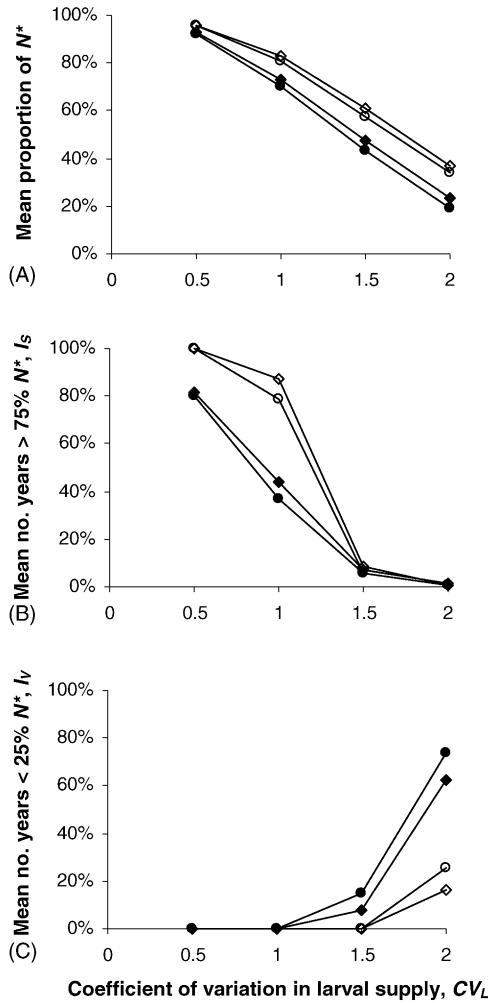 Mean proportion of N*
100%
80%
60%
40%
20%
0%
0 0.5 1 1.5 2
(A)
Mean no. years > 75% N*, IS
100%
80%
60%
40%
20%
0%
0 0.5 1 1.5 2
(B)
Mean no. years < 25% N*, IV
100%
80%
60%
40%
20%
0%
0 0.5 1 1.5 2
(C)
Coefficient of variation in larval supply, CVL